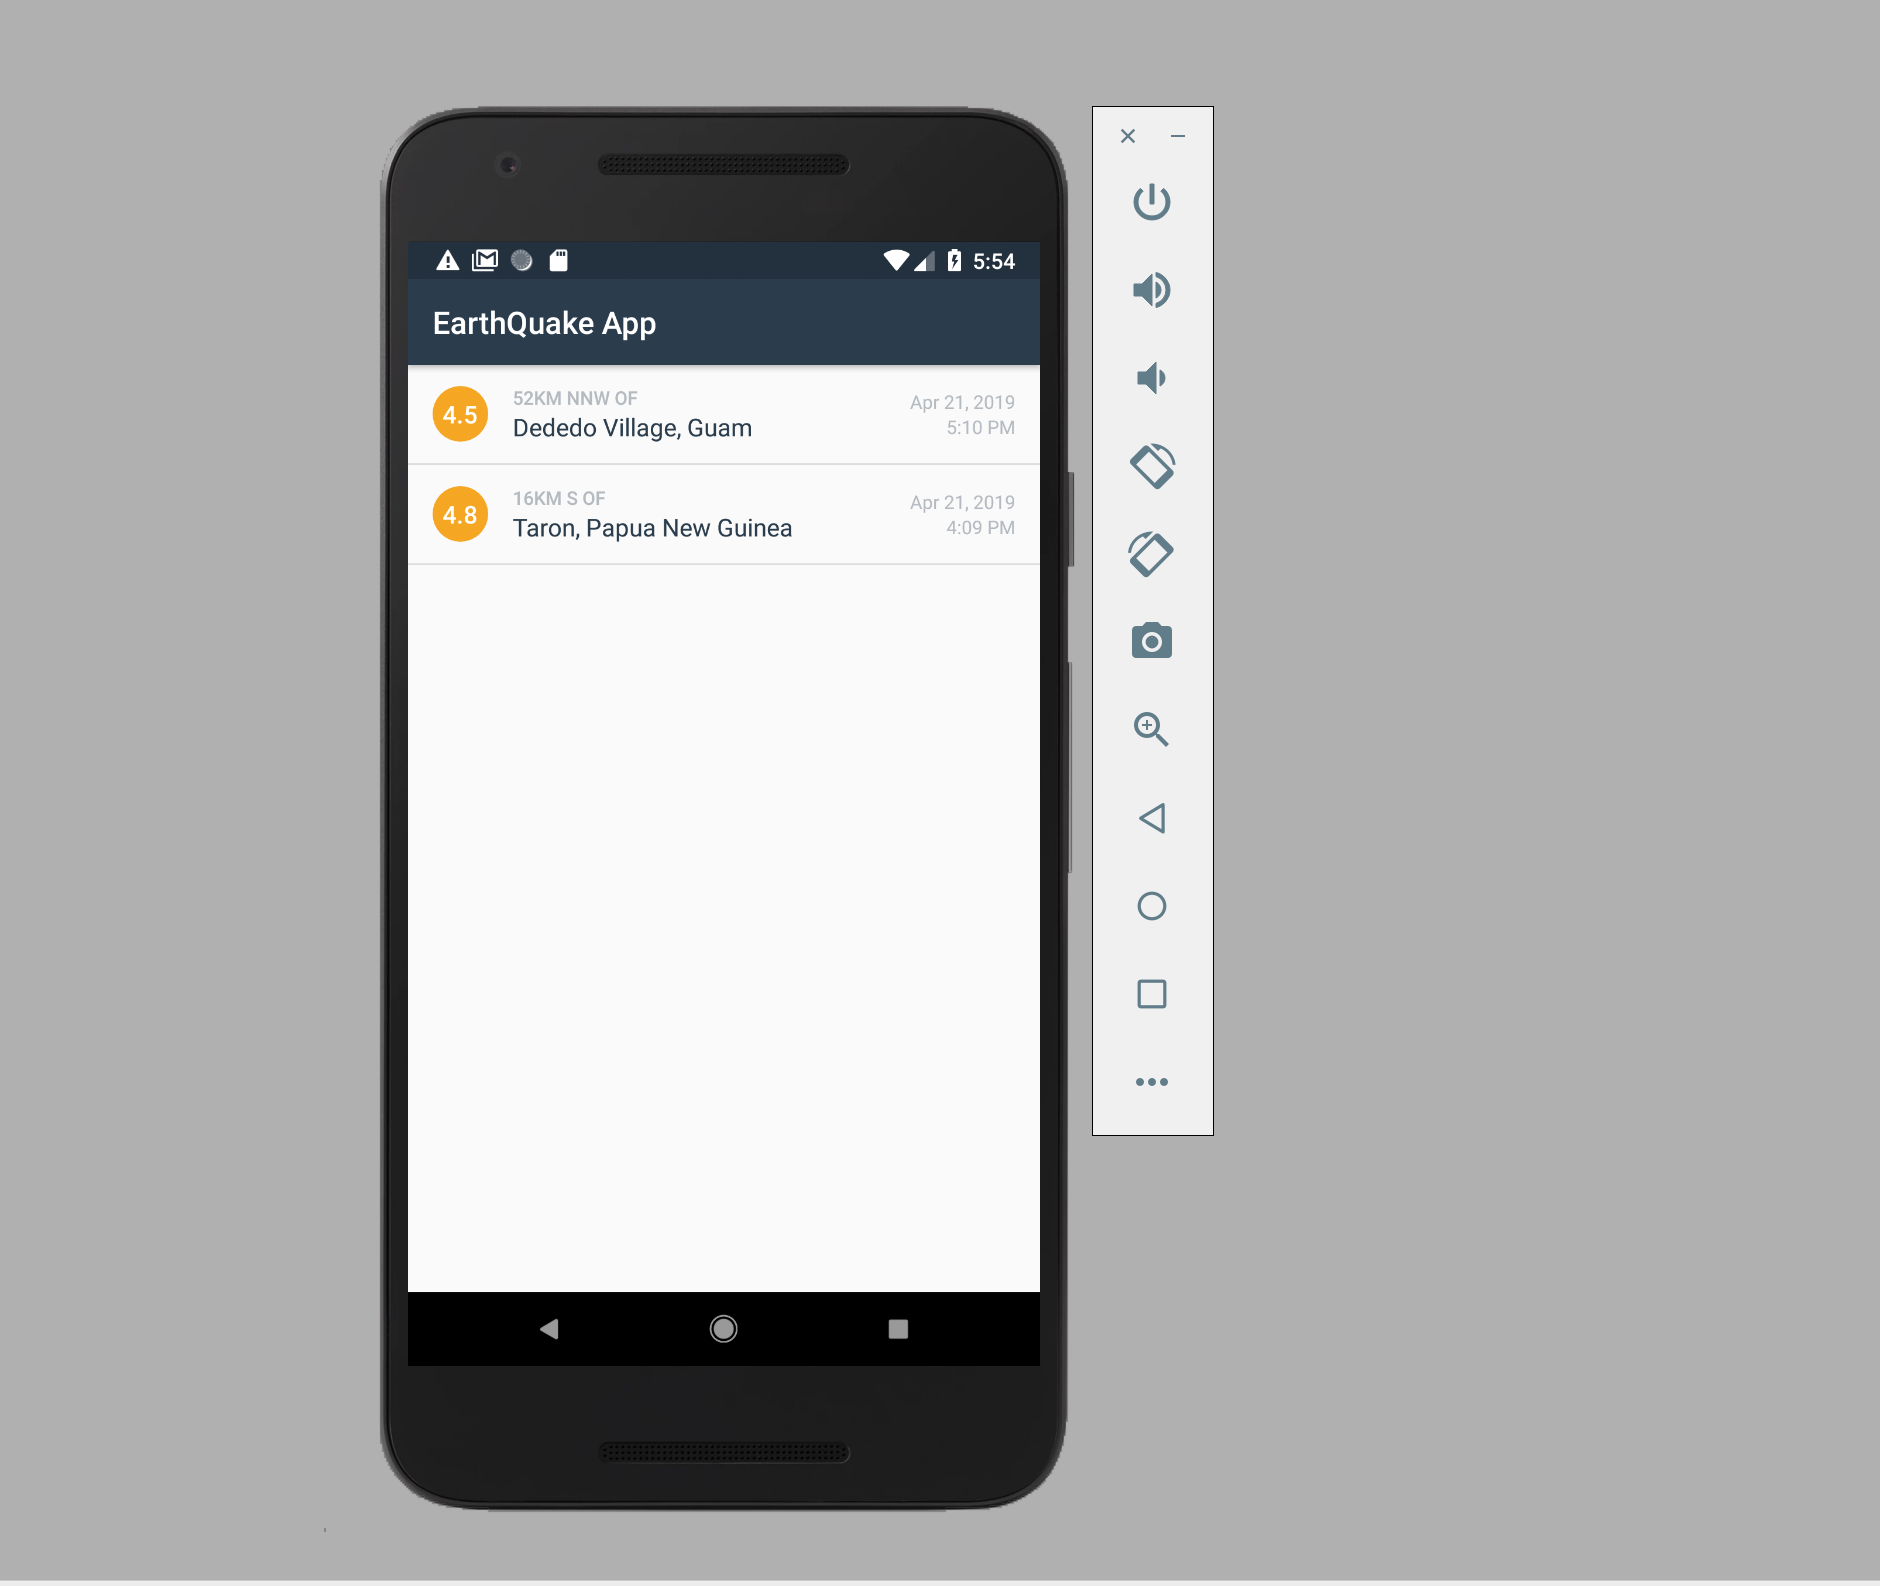 5:54
EarthQuake App
4.5
52KM NNW OF
Dededo Village, Guam
Apr 21, 2019
5:10 PM
4.8
16KM S OF
Taron, Papua New Guinea
Apr 21, 2019
4:09 PM